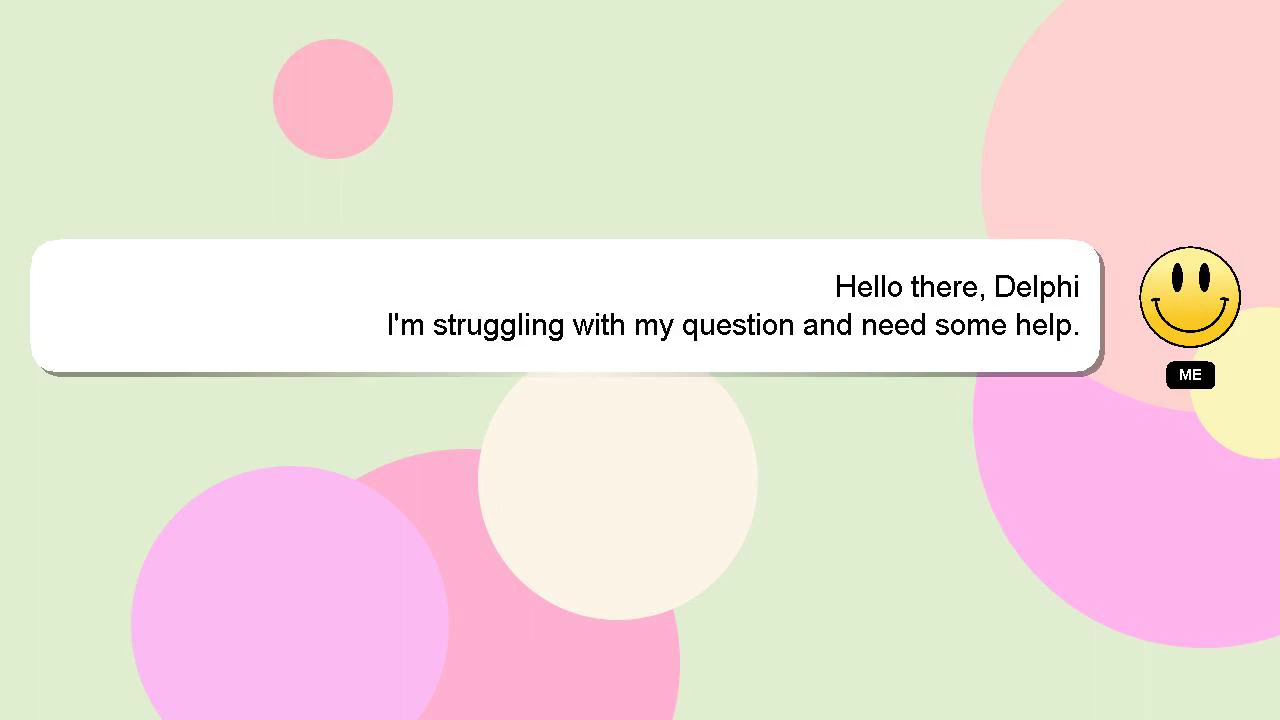 Hello there, Delphi
I'm struggling with my question and need some help.
ME